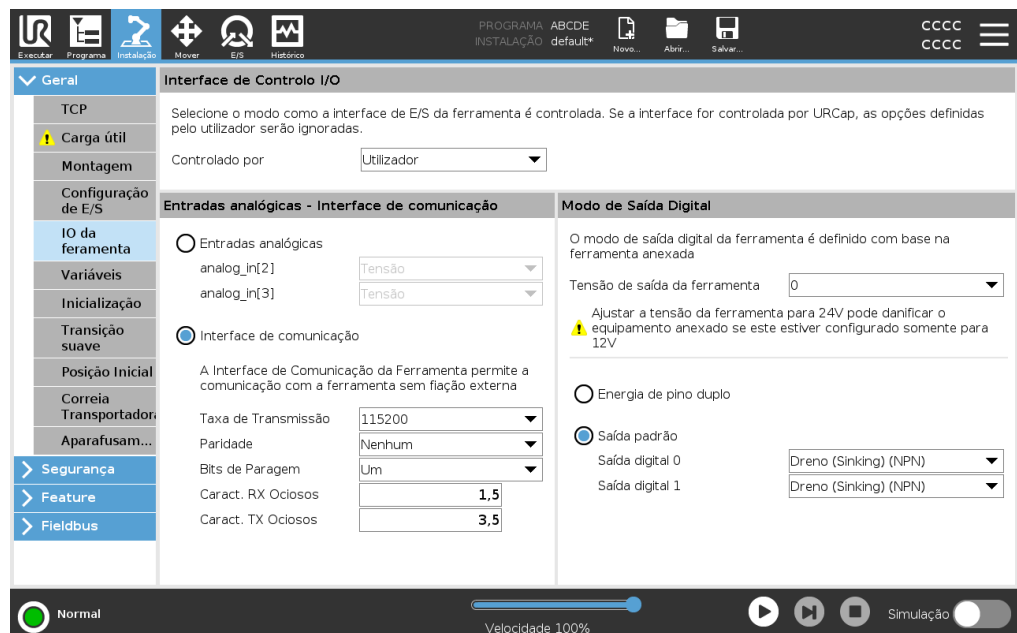 Executar
Programa
Instalação
Mover
E/S
Histórico
PROGRAMA ABCDE
INSTALAÇÃO default*
Novo...
Abrir...
Salvar...
CCCC
CCCC
Geral
TCP
Carga útil
Montagem
Configuração
de E/S
IO da
feramenta
Variáveis
Inicialização
Transição
suave
Posição Inicial
Correia
Transportadora
Aparafusam...
Segurança
Feature
Fieldbus
Interface de Controlo I/O
Selecione o modo como a interface de E/S da ferramenta é controlada. Se a interface for controlada por URCap, as opções definidas
pelo utilizador serão ignoradas.
Controlado por Utilizador
Entradas analógicas - Interface de comunicação
Entradas analógicas
analog_in[2] Tensão
analog_in[3] Tensão
Interface de comunicação
A Interface de Comunicação da Ferramenta permite a
comunicação com a ferramenta sem fiação externa
Taxa de Transmissão 115200
Paridade Nenhum
Bits de Paragem Um
Caract. RX Ociosos 1,5
Caract. TX Ociosos 3,5
Modo de Saída Digital
O modo de saída digital da ferramenta é definido com base na
ferramenta anexada
Tensão de saída da ferramenta 0
Ajustar a tensão da ferramenta para 24V pode danificar o
equipamento anexado se este estiver configurado somente para
12V
Energia de pino duplo
Saída padrão
Saída digital 0 Dreno (Sinking) (NPN)
Saída digital 1 Dreno (Sinking) (NPN)
Normal
Velocidade 100%
Simulação